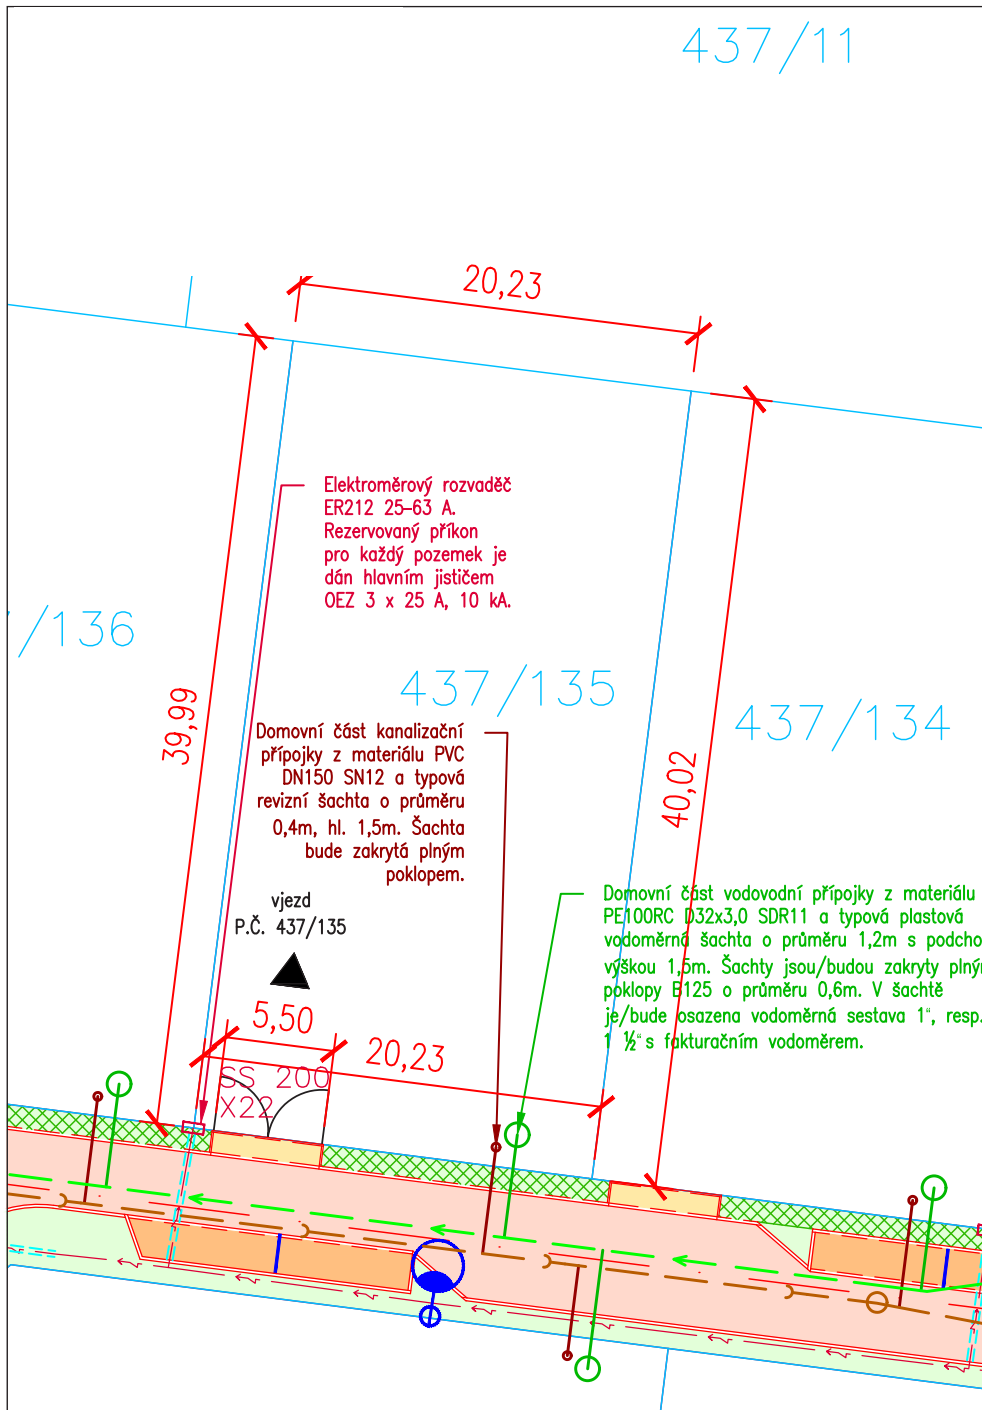 437/11
20,23
Elektroměrový rozvaděč
ER212 25-63 A.
Rezervovaný příkon
pro každý pozemek je
dán hlavním jističem
OEZ 3 x 25 A, 10 kA.
/136
437/135
437/134
39,99
40,02
Domovní část kanalizační
přípojky z materiálu PVC
DN150 SN12 a typová
revizní šachta o průměru
0,4m, hl. 1,5m. Šachta
bude zakrytá plným
poklopem.
vjezd
P.Č. 437/135
Domovní část vodovodní přípojky z materiálu
PE100RC D32x3,0 SDR11 a typová plastová
vodoměrná šachta o průměru 1,2m s podcho
výškou 1,5m. Šachty jsou/budou zakryty plný
poklopy B125 o průměru 0,6m. V šachtě
je/bude osazena vodoměrná sestava 1", resp.
1 ½" s fakturačním vodoměrem.
5,50
20,23
SS 200
X22